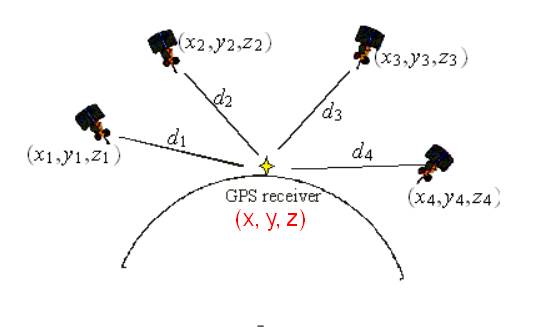 (x₂,y₂,z₂)
(x₃,y₃,z₃)
d₂
d₃
d₁
d₄
(x₁,y₁,z₁)
GPS receiver
(x₄,y₄,z₄)
(x, y, z)